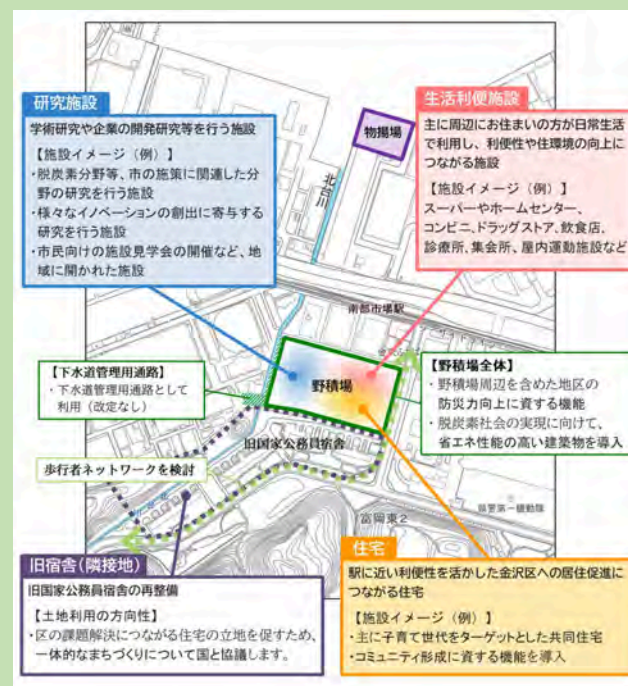 研究施設
学術研究や企業の開発研究等を行う施設
【施設イメージ（例）】
・脱炭素分野等、市の施策に関連した分
野の研究を行う施設
・様々なイノベーションの創出に寄与する
研究を行う施設
・市民向けの施設見学会の開催など、地
域に開かれた施設
物揚場
北台川
生活利便施設
主に周辺にお住まいの方が日常生活
で利用し、利便性や住環境の向上に
つながる施設
【施設イメージ（例）】
スーパーやホームセンター、
コンビニ、ドラッグストア、飲食店、
診療所、集会所、屋内運動施設など
南部市場駅
【下水道管理用通路】
・下水道管理用通路として
利用（改定なし）
野積場
【野積場全体】
・野積場周辺を含めた地区の
防災力向上に資する機能
・脱炭素社会の実現に向けて、
省エネ性能の高い建築物を導入
旧国家公務員宿舎
歩行者ネットワークを検討
富岡東2
県警第一機動隊
旧宿舎（隣接地）
旧国家公務員宿舎の再整備
【土地利用の方向性】
・区の課題解決につながる住宅の立地を促すため、
一体的なまちづくりについて国と協議します。
住宅
駅に近い利便性を活かした金沢区への居住促進に
つながる住宅
【施設イメージ（例）】
・主に子育て世代をターゲットとした共同住宅
・コミュニティ形成に資する機能を導入